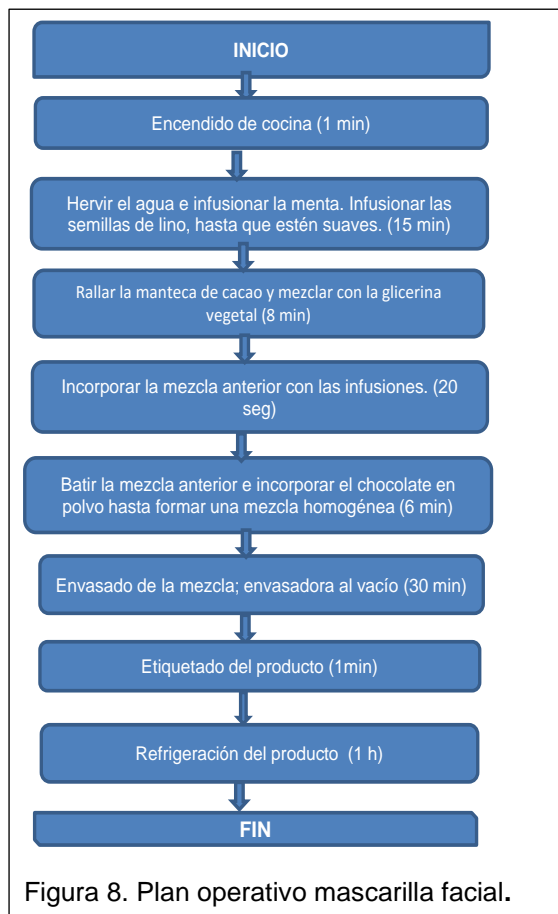 INICIO
Encendido de cocina (1 min)
Hervir el agua e infusionar la menta. Infusionar las
semillas de lino, hasta que estén suaves. (15 min)
Rallar la manteca de cacao y mezclar con la glicerina
vegetal (8 min)
Incorporar la mezcla anterior con las infusiones. (20
seg)
Batir la mezcla anterior e incorporar el chocolate en
polvo hasta formar una mezcla homogénea (6 min)
Envasado de la mezcla; envasadora al vacío (30 min)
Etiquetado del producto (1min)
Refrigeración del producto (1 h)
FIN
Figura 8. Plan operativo mascarilla facial.